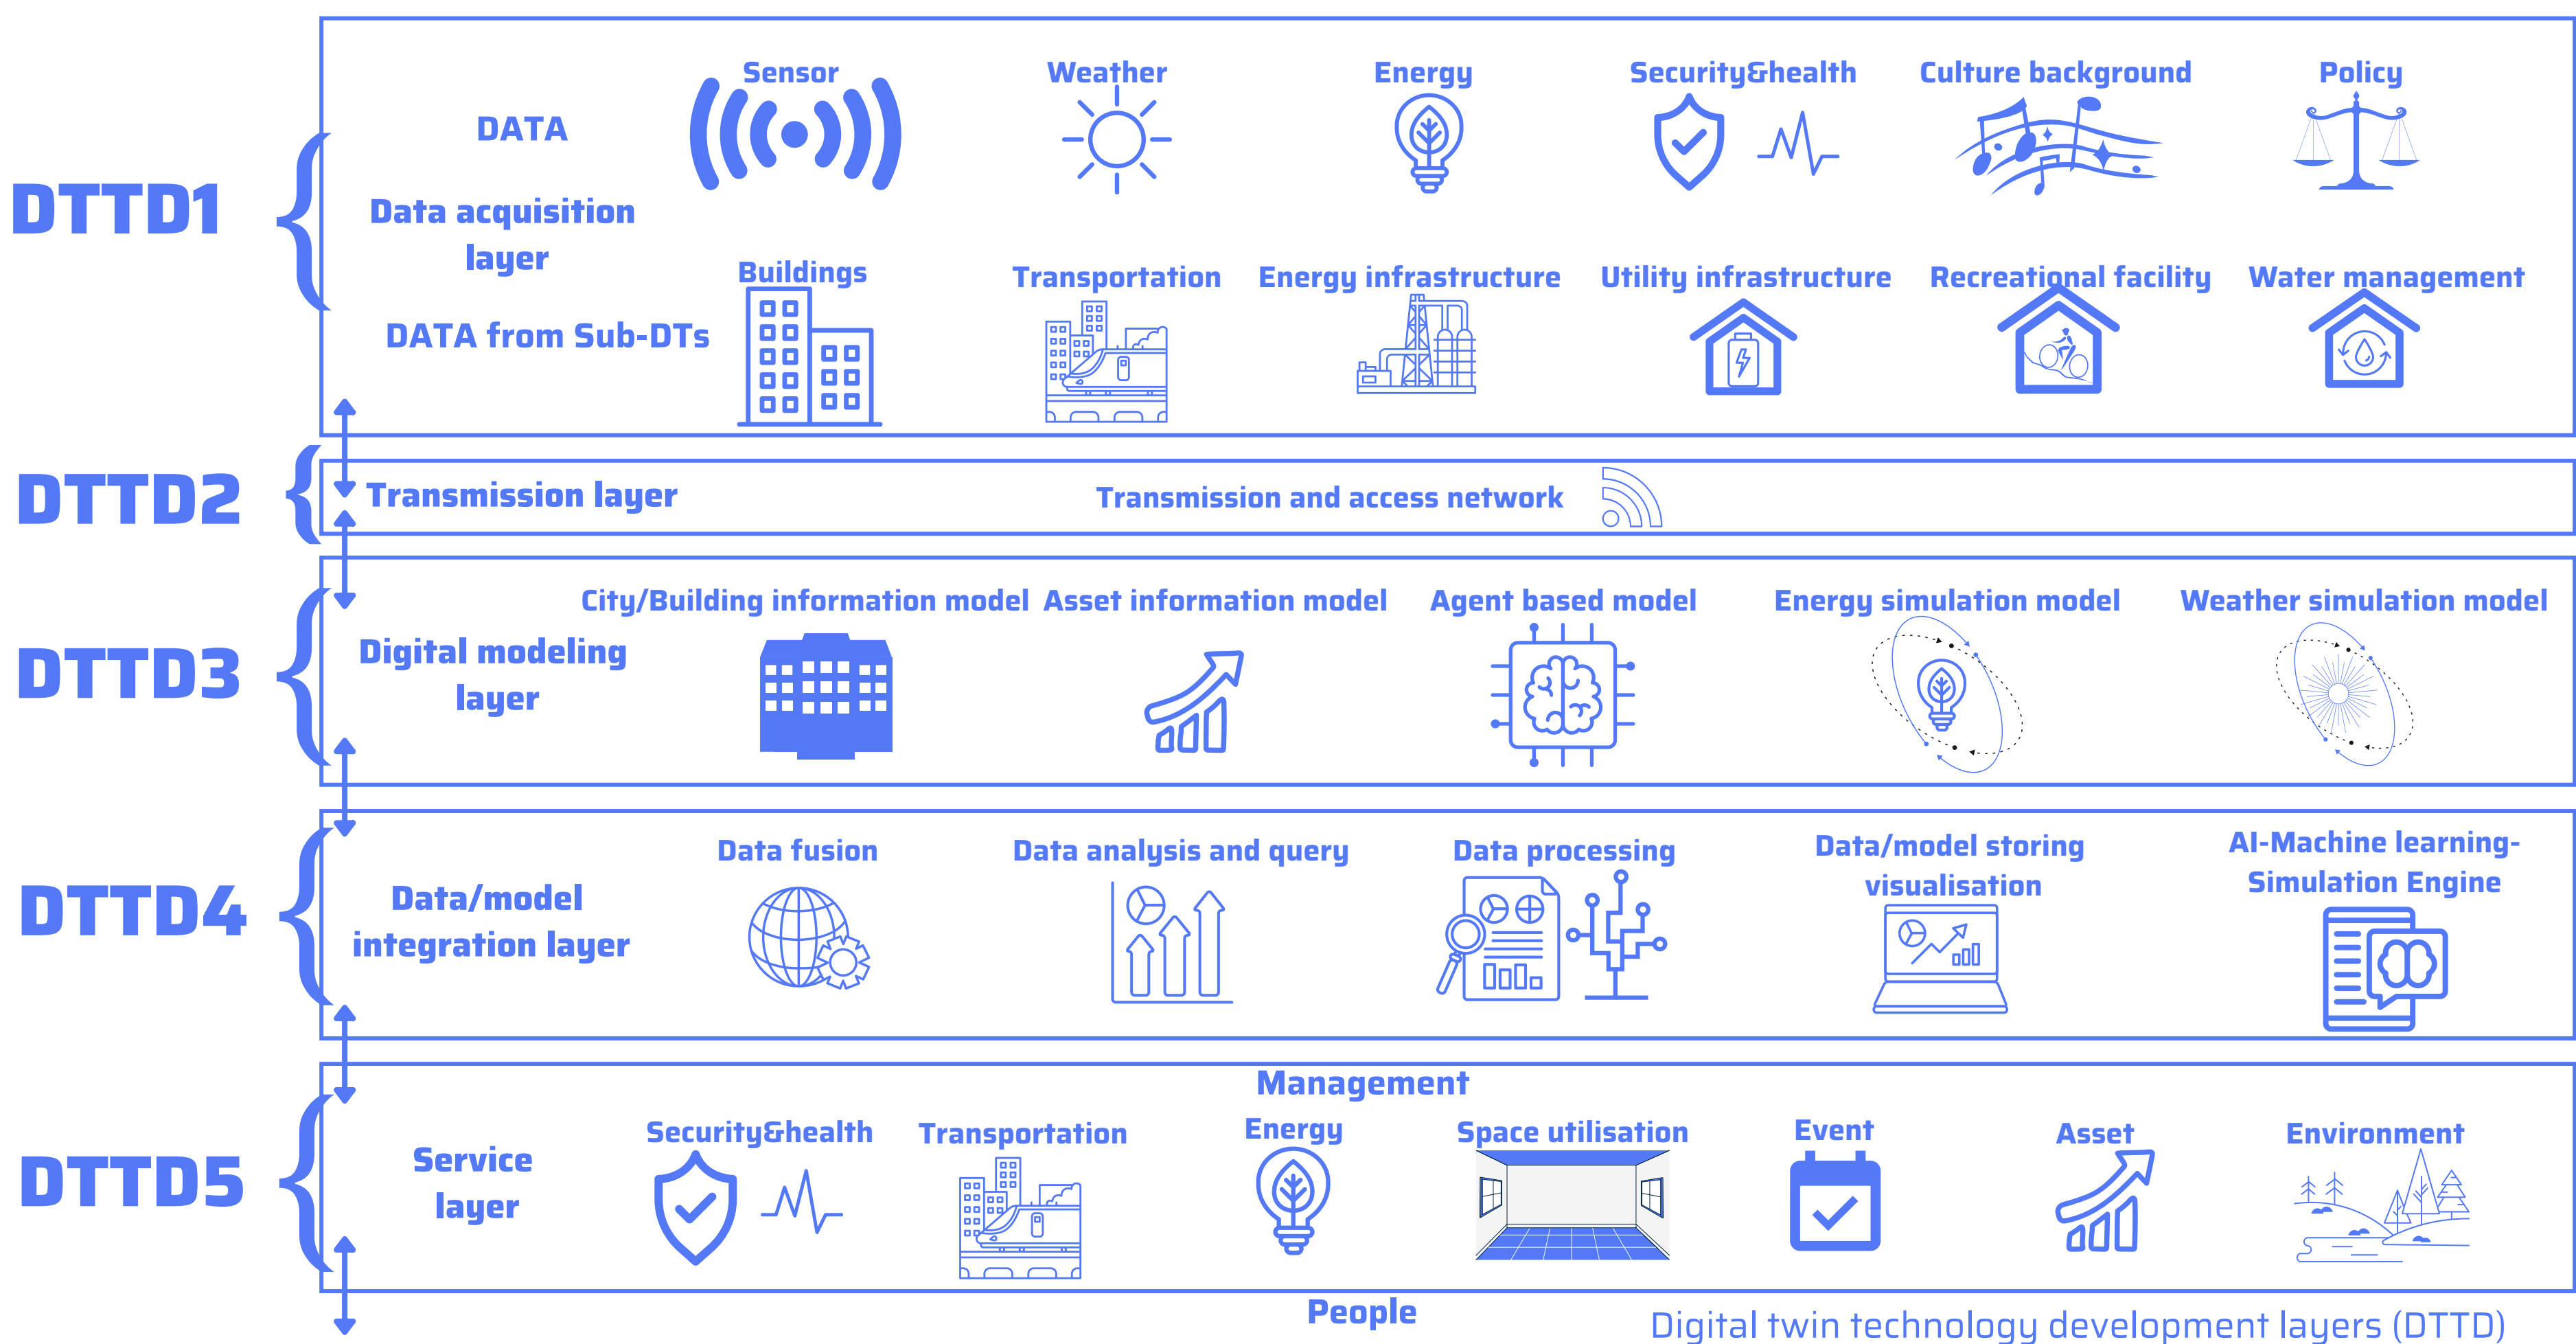 DTTD1
DATA
Data acquisition
layer
DATA from Sub-DTs
Sensor
Weather
Energy
Security&health
Culture background
Policy
Buildings
Transportation
Energy infrastructure
Utility infrastructure
Recreational facility
Water management
DTTD2
Transmission layer
Transmission and access network
DTTD3
Digital modeling
layer
City/Building information model
Asset information model
Agent based model
Energy simulation model
Weather simulation model
DTTD4
Data/model
integration layer
Data fusion
Data analysis and query
Data processing
Data/model storing
visualisation
AI-Machine learning-
Simulation Engine
DTTD5
Service
layer
Management
Security&health
Transportation
Energy
Space utilisation
Event
Asset
Environment
People
Digital twin technology development layers (DTTD)